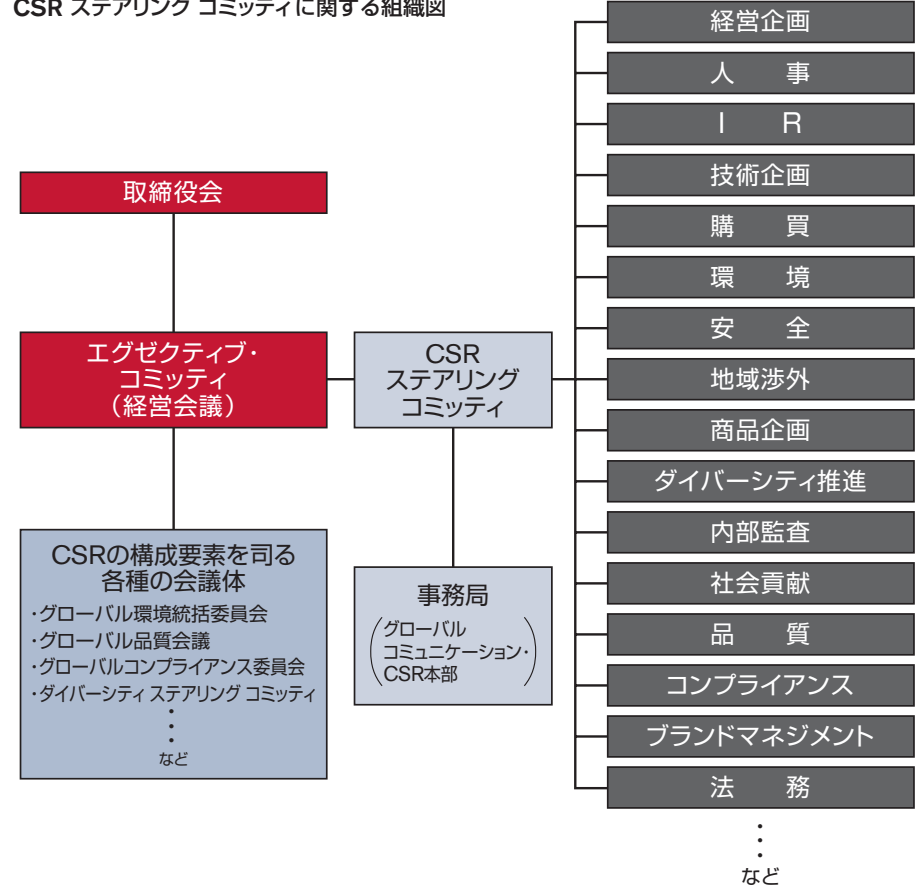 CSR ステアリング コミッティに関する組織図
取締役会
エグゼクティブ・
コミッティ
（経営会議）
CSRの構成要素を司る
各種の会議体
・グローバル環境統括委員会
・グローバル品質会議
・グローバルコンプライアンス委員会
・ダイバーシティ ステアリング コミッティ
・
・
・
など
CSR
ステアリング
コミッティ
事務局
（グローバル
コミュニケーション・
CSR本部）
経営企画
人　事
I　R
技術企画
購　買
環　境
安　全
地域渉外
商品企画
ダイバーシティ推進
内部監査
社会貢献
品　質
コンプライアンス
ブランドマネジメント
法　務
・
・
・
など